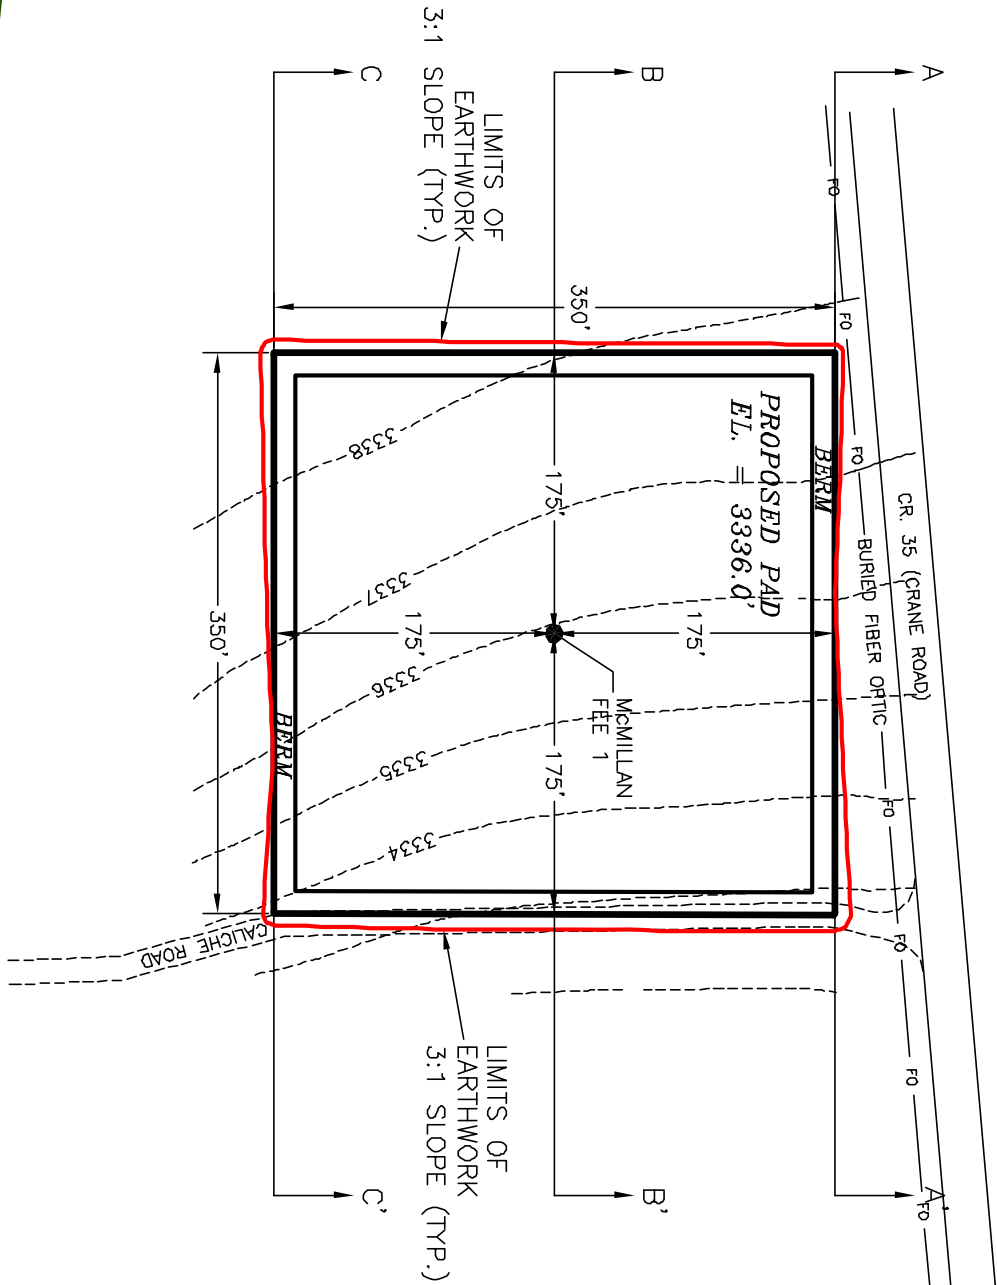 A
B
C
LIMITS OF
EARTHWORK
3:1 SLOPE (TYP.)
FO
FO
FO
FO
FO
FO
FO
CR. 35 (CRANE ROAD)
BURIED FIBER OPTIC
350'
BERM
PROPOSED PAD
EL. = 3336.0'
175'
175'
175'
175'
McMILLAN
FEE 1
3338
3337
3336
3335
3334
350'
BERM
CALICHE ROAD
LIMITS OF
EARTHWORK
3:1 SLOPE (TYP.)
A'
B'
C'